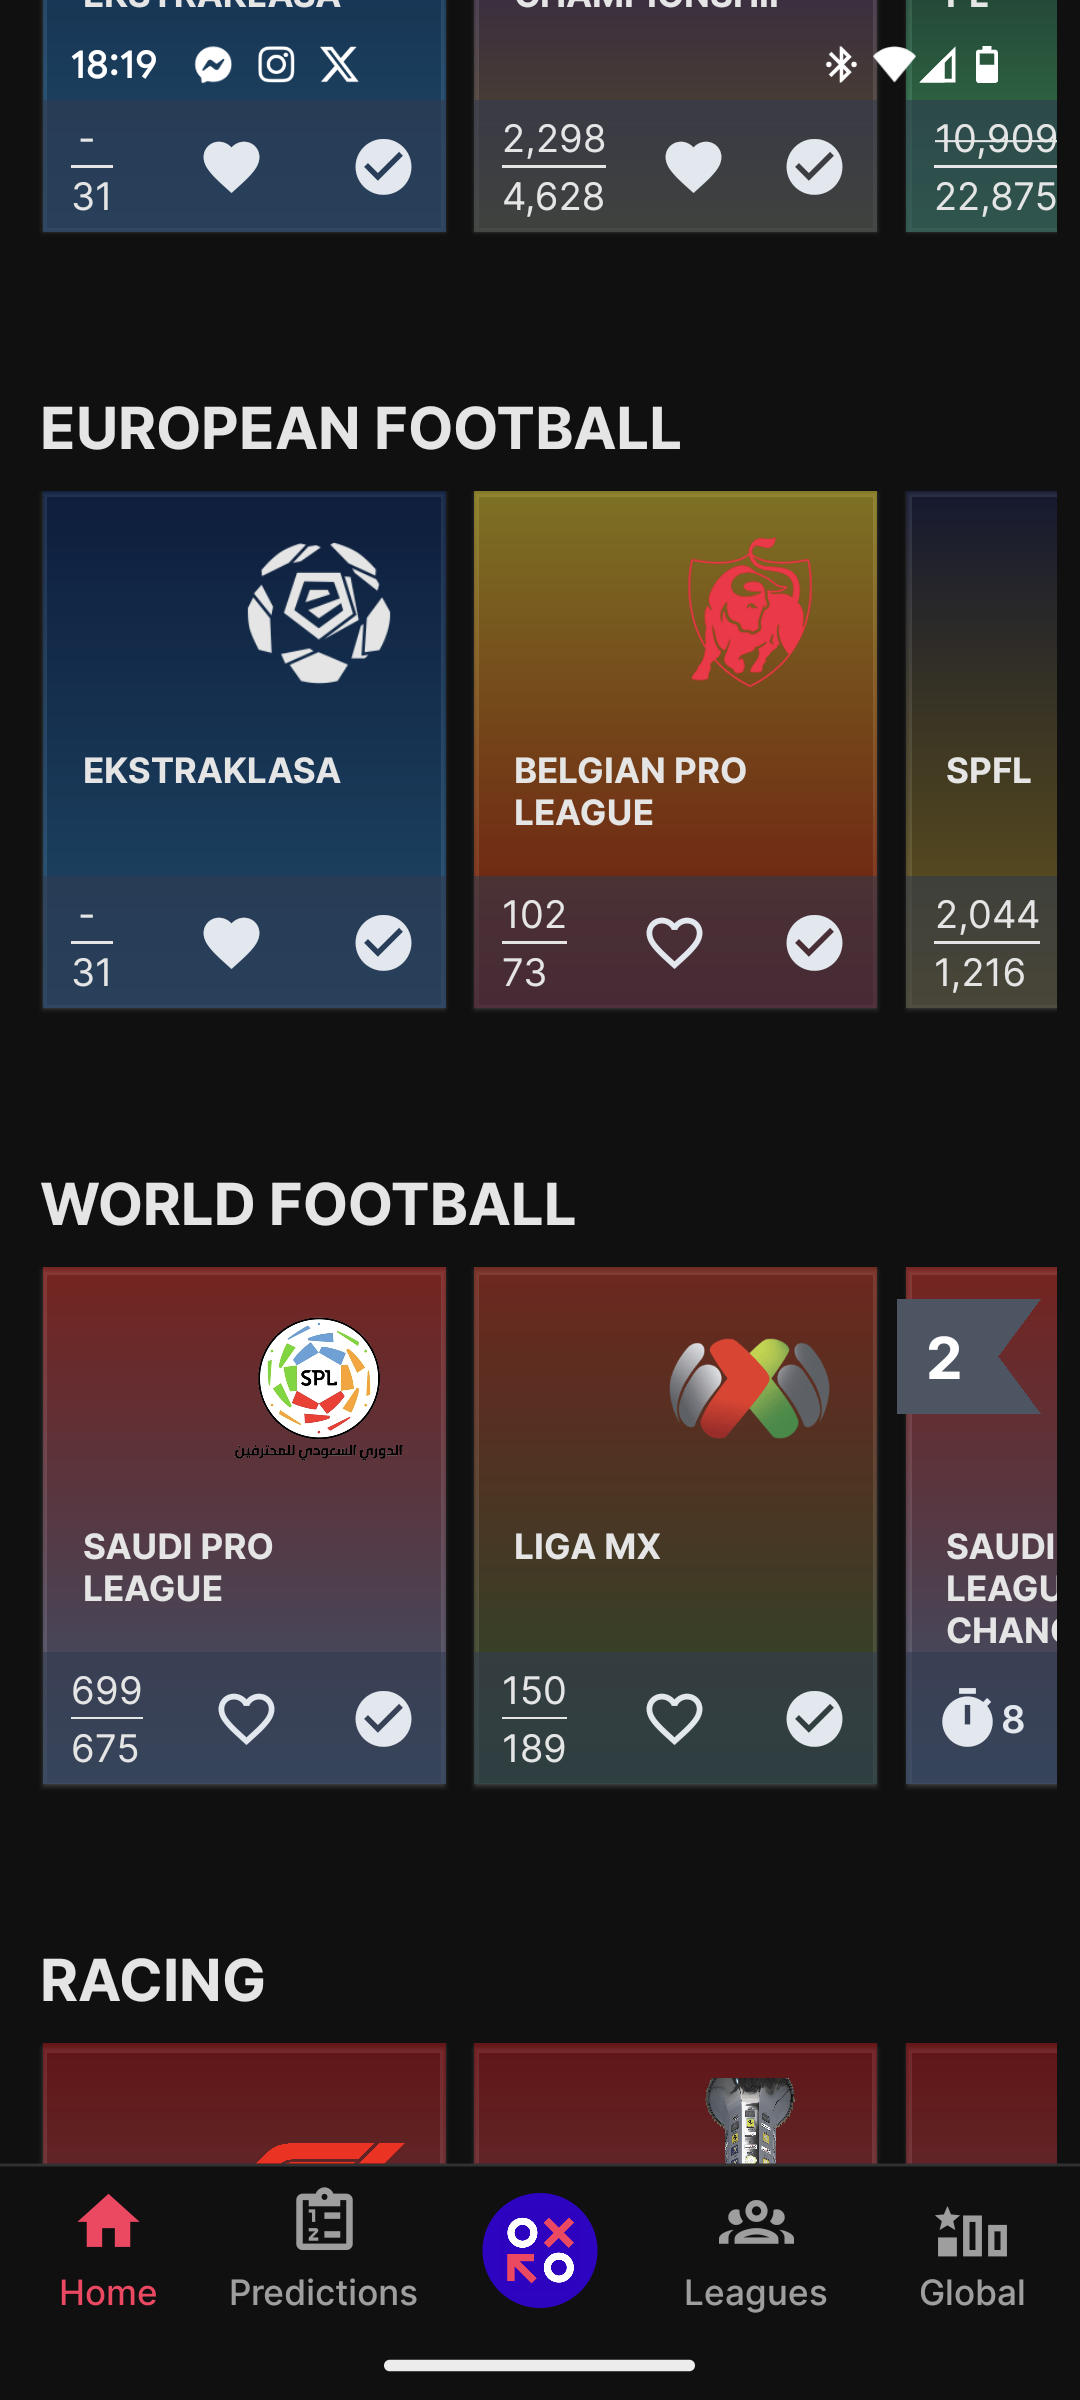 18:19
-
31
2,298
4,628
10,909
22,875
EUROPEAN FOOTBALL
EKSTRAKLASA
BELGIAN PRO
LEAGUE
SPFL
-
31
102
73
2,044
1,216
WORLD FOOTBALL
SPL
الدوري السعودي للمحترفين
SAUDI PRO
LEAGUE
LIGA MX
2
SAUDI
699
675
150
189
8
RACING
Home
Predictions
Leagues
Global